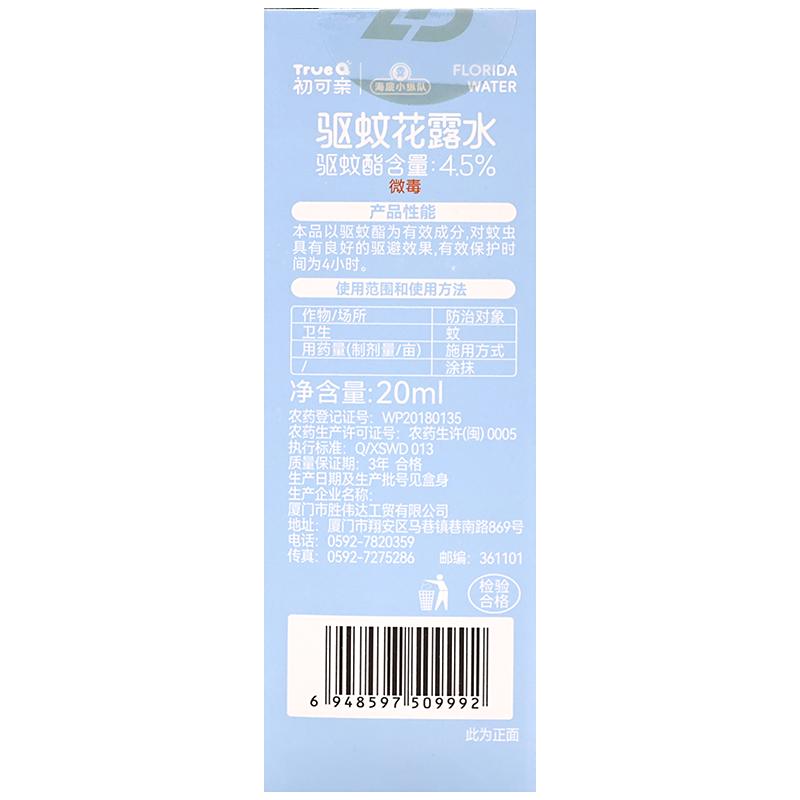 True
初可亲
海底小纵队
FLORIDA
WATER
驱蚊花露水
驱蚊酯含量:4.5%
微毒
产品性能
本品以驱蚊酯为有效成分,对蚊虫
具有良好的驱避效果,有效保护时
间为4小时。
使用范围和使用方法
作物/场所 防治对象
卫生 蚊
用药量(制剂量/亩) 施用方式
/ 涂抹
净含量:20ml
农药登记证号: WP20180135
农药生产许可证号: 农药生许(闽) 0005
执行标准: Q/XSWD 013
质量保证期: 3年 合格
生产日期及生产批号见盒身
生产企业名称:
厦门市胜伟达工贸有限公司
地址: 厦门市翔安区马巷镇巷南路869号
电话: 0592-7820359
传真: 0592-7275286 邮编: 361101
检验
合格
6 948597 509992
此为正面